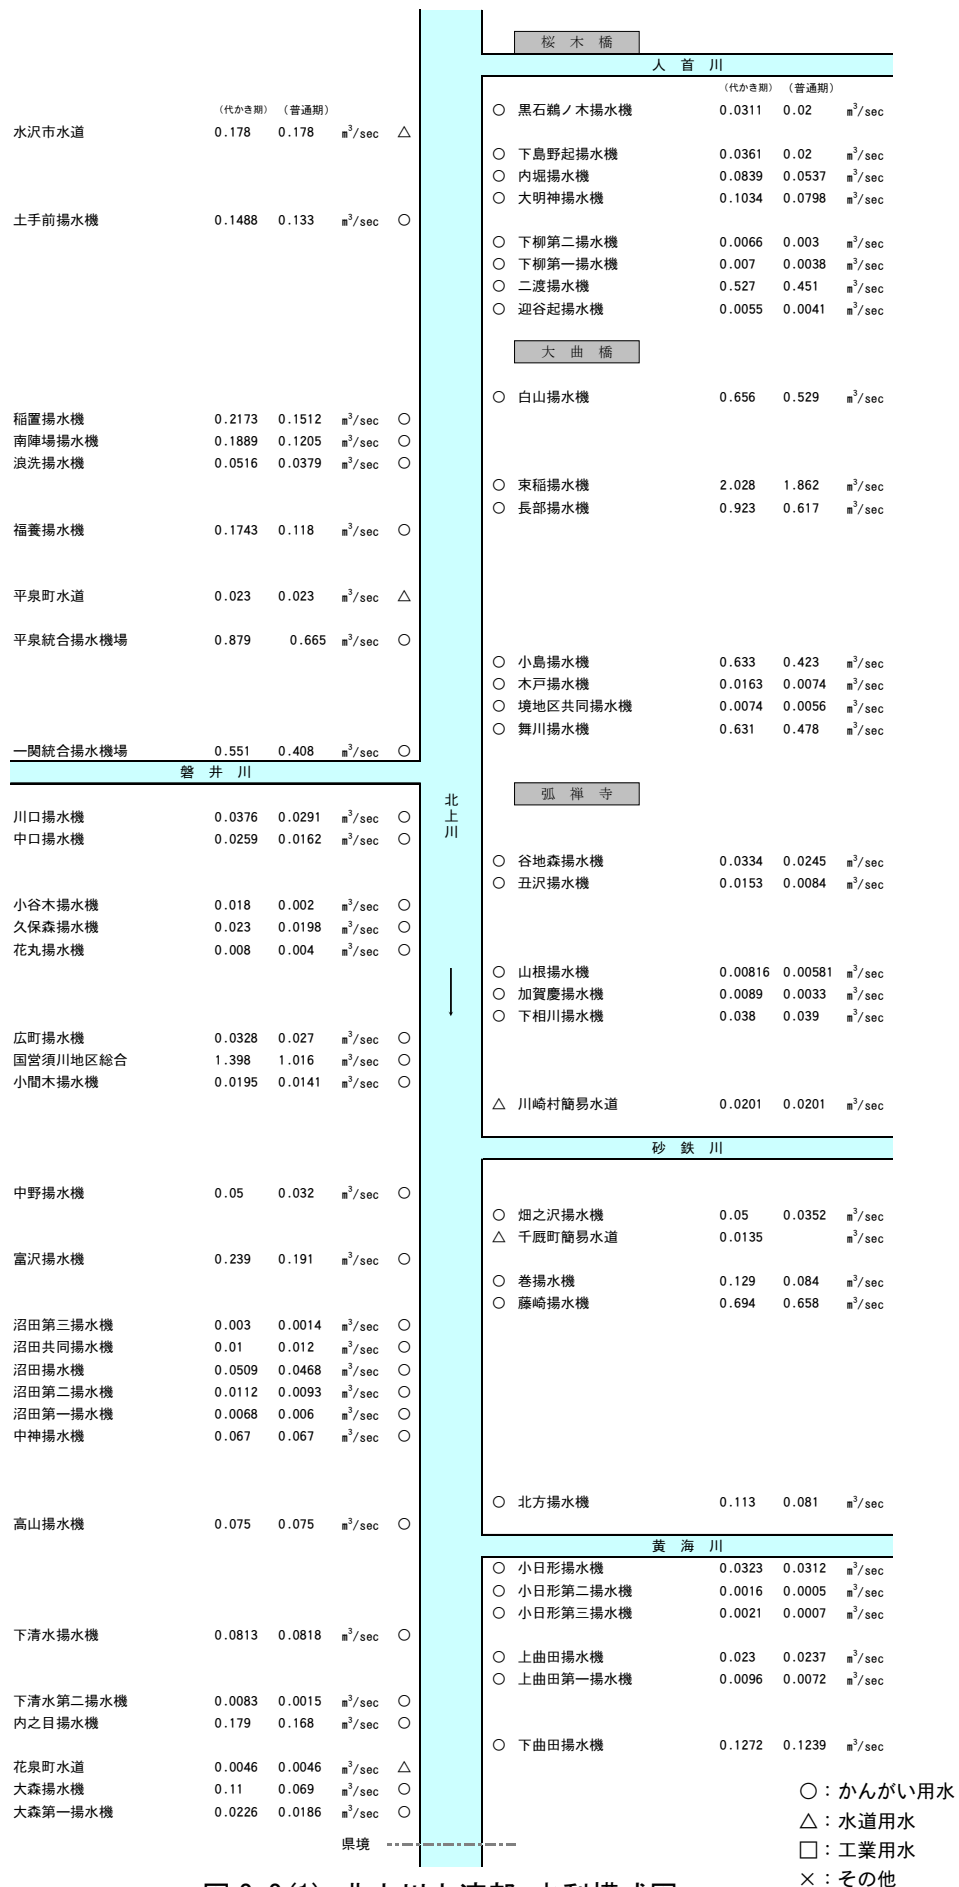 桜 木 橋
人 首 川
(代かき期) (普通期)
○ 黒石鵜ノ木揚水機 0.0311 0.02 m³/sec
○ 下島野起揚水機 0.0361 0.02 m³/sec
○ 内堀揚水機 0.0839 0.0537 m³/sec
○ 大明神揚水機 0.1034 0.0798 m³/sec
○ 下柳第二揚水機 0.0066 0.003 m³/sec
○ 下柳第一揚水機 0.007 0.0038 m³/sec
○ 二渡揚水機 0.527 0.451 m³/sec
○ 迎谷起揚水機 0.0055 0.0041 m³/sec
大 曲 橋
○ 白山揚水機 0.656 0.529 m³/sec
○ 束稲揚水機 2.028 1.862 m³/sec
○ 長部揚水機 0.923 0.617 m³/sec
○ 小島揚水機 0.633 0.423 m³/sec
○ 木戸揚水機 0.0163 0.0074 m³/sec
○ 境地区共同揚水機 0.0074 0.0056 m³/sec
○ 舞川揚水機 0.631 0.478 m³/sec
弧 禅 寺
○ 谷地森揚水機 0.0334 0.0245 m³/sec
○ 丑沢揚水機 0.0153 0.0084 m³/sec
○ 山根揚水機 0.00816 0.00581 m³/sec
○ 加賀慶揚水機 0.0089 0.0033 m³/sec
○ 下相川揚水機 0.038 0.039 m³/sec
△ 川崎村簡易水道 0.0201 0.0201 m³/sec
砂 鉄 川
○ 畑之沢揚水機 0.05 0.0352 m³/sec
△ 千厩町簡易水道 0.0135 m³/sec
○ 巻揚水機 0.129 0.084 m³/sec
○ 藤崎揚水機 0.694 0.658 m³/sec
○ 北方揚水機 0.113 0.081 m³/sec
黄 海 川
○ 小日形揚水機 0.0323 0.0312 m³/sec
○ 小日形第二揚水機 0.0016 0.0005 m³/sec
○ 小日形第三揚水機 0.0021 0.0007 m³/sec
○ 上曲田揚水機 0.023 0.0237 m³/sec
○ 上曲田第一揚水機 0.0096 0.0072 m³/sec
○ 下曲田揚水機 0.1272 0.1239 m³/sec
(代かき期) (普通期)
水沢市水道 0.178 0.178 m³/sec △
土手前揚水機 0.1488 0.133 m³/sec ○
稲置揚水機 0.2173 0.1512 m³/sec ○
南陣場揚水機 0.1889 0.1205 m³/sec ○
浪洗揚水機 0.0516 0.0379 m³/sec ○
福養揚水機 0.1743 0.118 m³/sec ○
平泉町水道 0.023 0.023 m³/sec △
平泉統合揚水機場 0.879 0.665 m³/sec ○
一関統合揚水機場 0.551 0.408 m³/sec ○
磐 井 川
北上川
川口揚水機 0.0376 0.0291 m³/sec ○
中口揚水機 0.0259 0.0162 m³/sec ○
小谷木揚水機 0.018 0.002 m³/sec ○
久保森揚水機 0.023 0.0198 m³/sec ○
花丸揚水機 0.008 0.004 m³/sec ○
広町揚水機 0.0328 0.027 m³/sec ○
国営須川地区総合 1.398 1.016 m³/sec ○
小間木揚水機 0.0195 0.0141 m³/sec ○
中野揚水機 0.05 0.032 m³/sec ○
富沢揚水機 0.239 0.191 m³/sec ○
沼田第三揚水機 0.003 0.0014 m³/sec ○
沼田共同揚水機 0.01 0.012 m³/sec ○
沼田揚水機 0.0509 0.0468 m³/sec ○
沼田第二揚水機 0.0112 0.0093 m³/sec ○
沼田第一揚水機 0.0068 0.006 m³/sec ○
中神揚水機 0.067 0.067 m³/sec ○
高山揚水機 0.075 0.075 m³/sec ○
下清水揚水機 0.0813 0.0818 m³/sec ○
下清水第二揚水機 0.0083 0.0015 m³/sec ○
内之目揚水機 0.179 0.168 m³/sec ○
花泉町水道 0.0046 0.0046 m³/sec △
大森揚水機 0.11 0.069 m³/sec ○
大森第一揚水機 0.0226 0.0186 m³/sec ○
県境
○：かんがい用水
△：水道用水
□：工業用水
×：その他